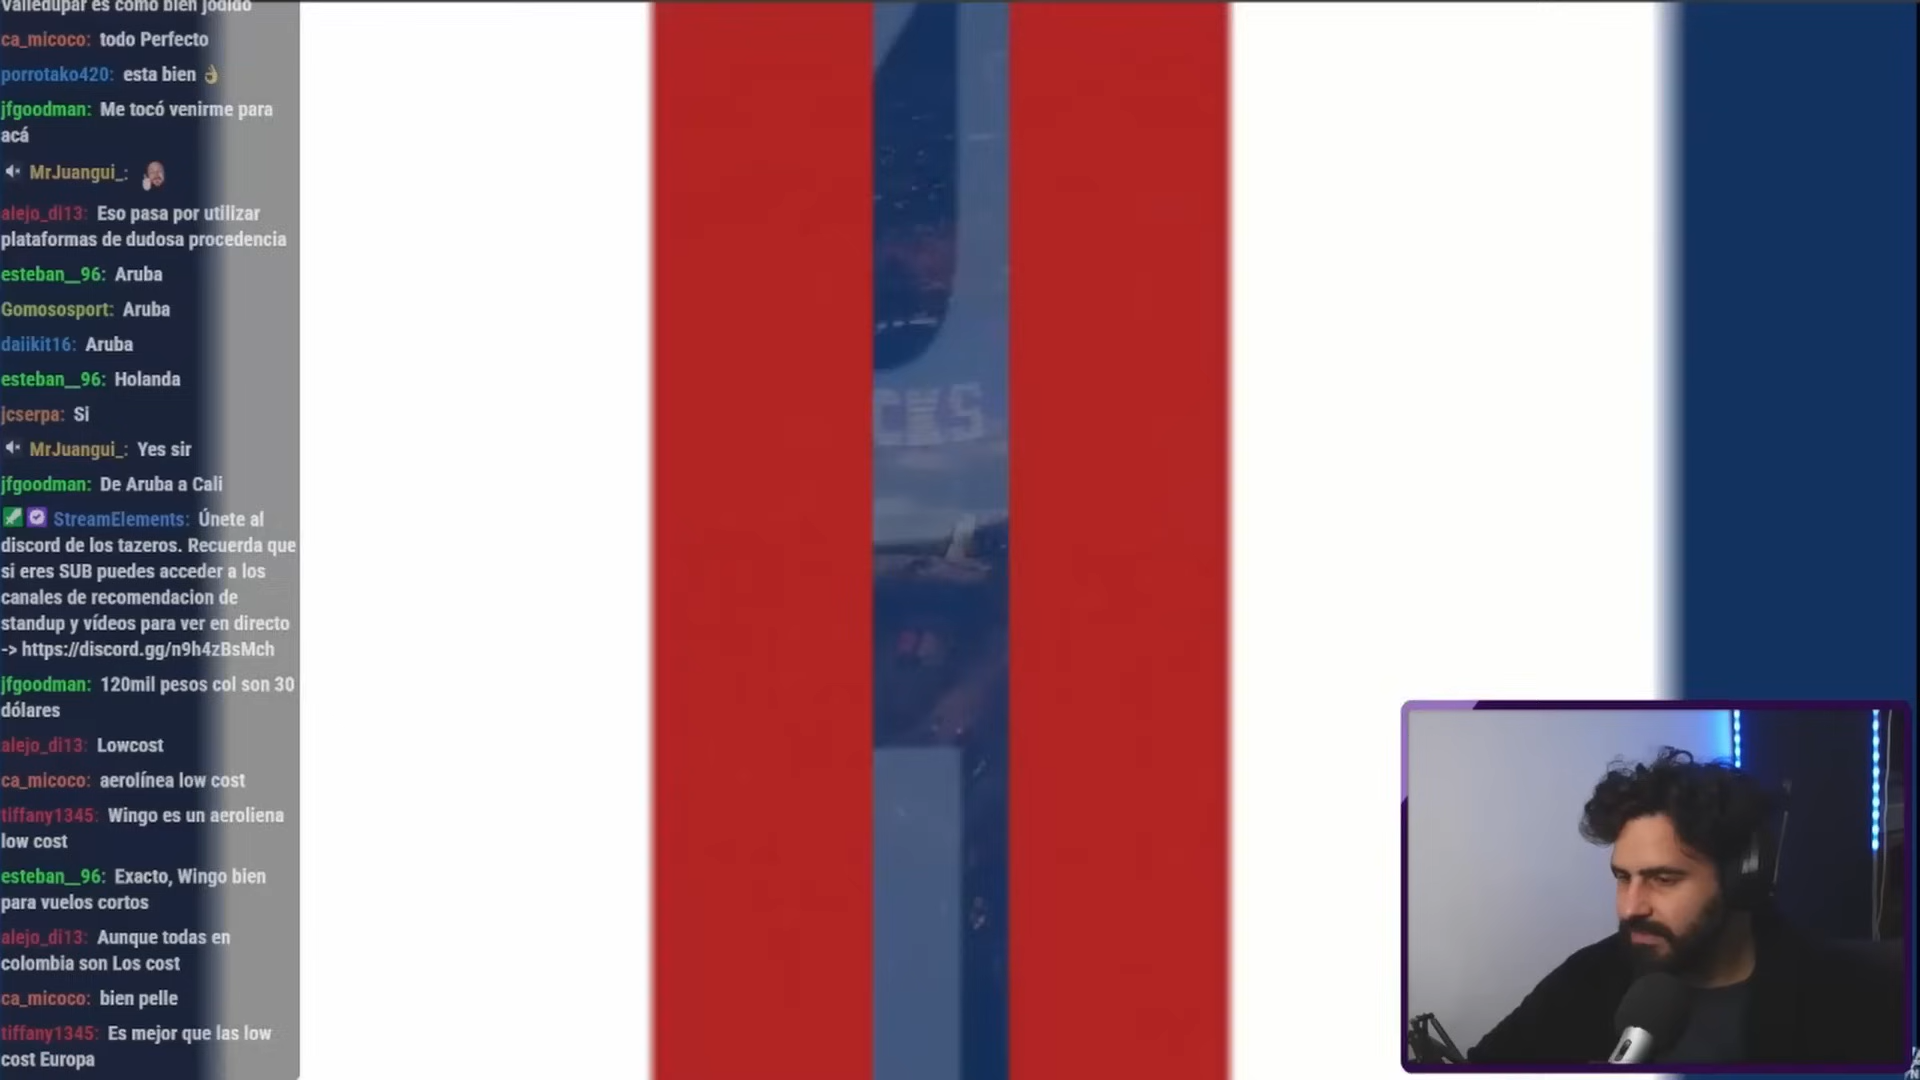 Valledupar es como bien jodido
ca_micoco: todo Perfecto
porrotako420: esta bien 👌
jfgoodman: Me tocó venirme para
acá
MrJuangui_:
alejo_di13: Eso pasa por utilizar
plataformas de dudosa procedencia
esteban__96: Aruba
Gomososport: Aruba
daiikit16: Aruba
esteban__96: Holanda
jcserpa: Si
MrJuangui_: Yes sir
jfgoodman: De Aruba a Cali
StreamElements: Únete al
discord de los tazeros. Recuerda que
si eres SUB puedes acceder a los
canales de recomendacion de
standup y vídeos para ver en directo
-> https://discord.gg/n9h4zBsMch
jfgoodman: 120mil pesos col son 30
dólares
alejo_di13: Lowcost
ca_micoco: aerolínea low cost
tiffany1345: Wingo es un aeroliena
low cost
esteban__96: Exacto, Wingo bien
para vuelos cortos
alejo_di13: Aunque todas en
colombia son Los cost
ca_micoco: bien pelle
tiffany1345: Es mejor que las low
cost Europa
CKS